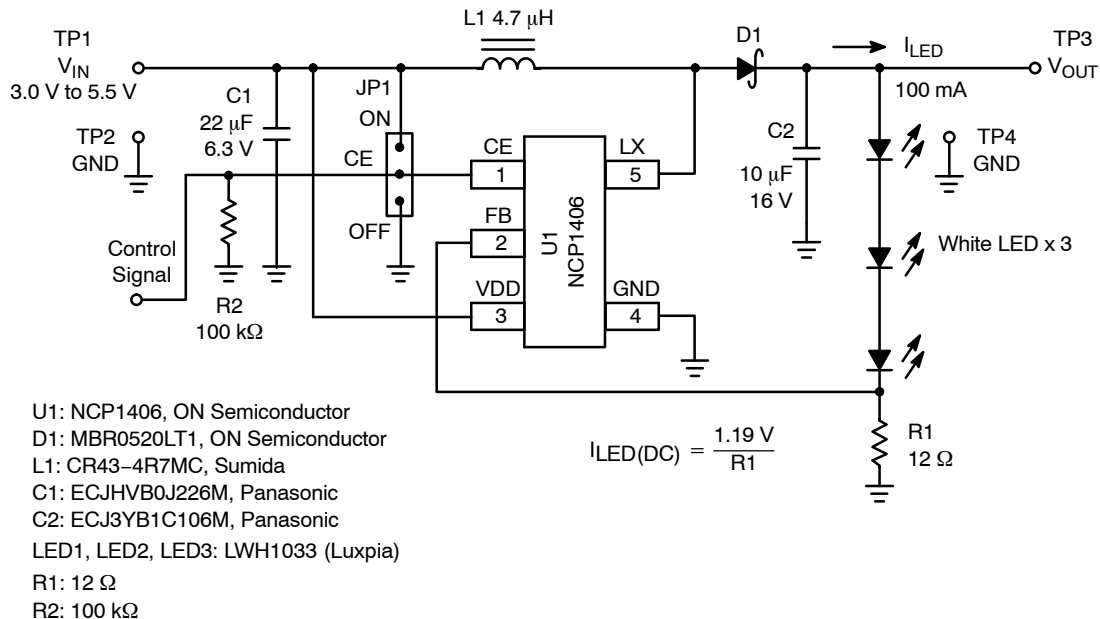 L1 4.7 μH
TP1
VIN
3.0 V to 5.5 V
TP2
GND
C1
22 μF
6.3 V
JP1
ON
CE
OFF
Control
Signal
R2
100 kΩ
CE
1
FB
2
VDD
3
U1
NCP1406
LX
5
GND
4
D1
ILED
100 mA
TP3
VOUT
C2
10 μF
16 V
TP4
GND
White LED x 3
R1
12 Ω
ILED(DC) = 1.19 V
R1
U1: NCP1406, ON Semiconductor
D1: MBR0520LT1, ON Semiconductor
L1: CR43−4R7MC, Sumida
C1: ECJHVB0J226M, Panasonic
C2: ECJ3YB1C106M, Panasonic
LED1, LED2, LED3: LWH1033 (Luxpia)
R1: 12 Ω
R2: 100 kΩ